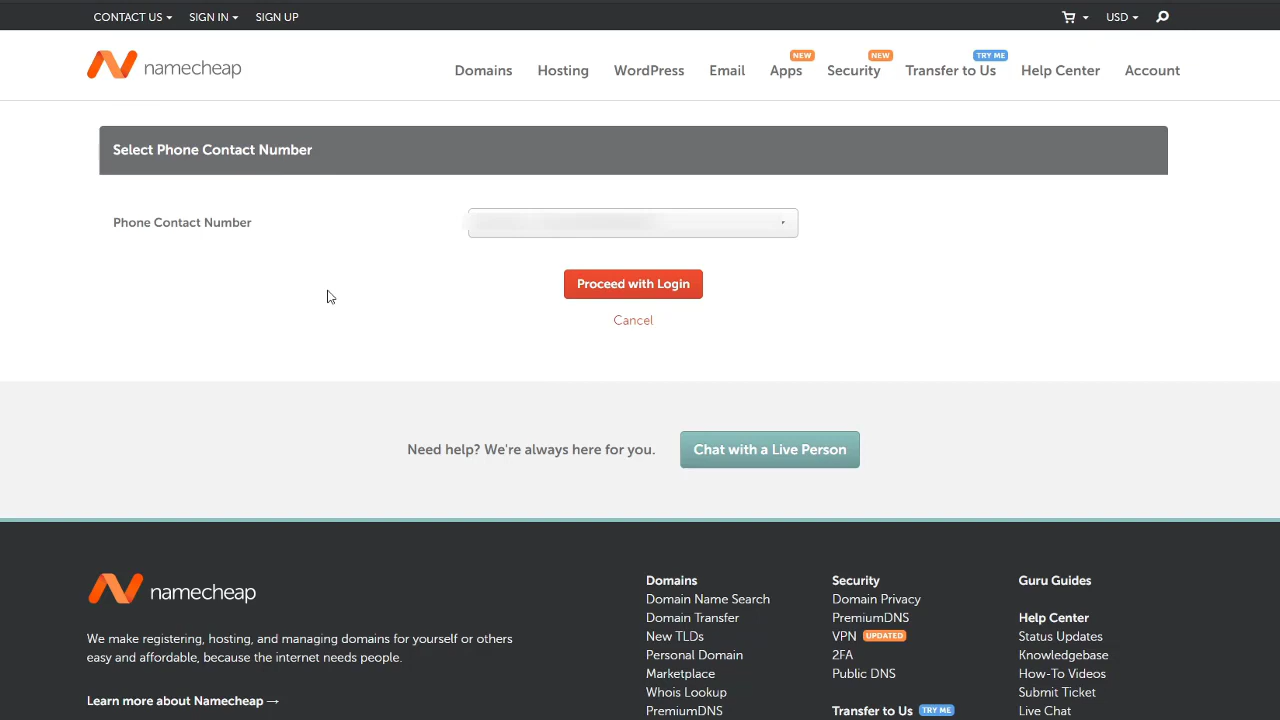 CONTACT US SIGN IN SIGN UP USD
NEW NEW TRY ME
namecheap Domains Hosting WordPress Email Apps Security Transfer to Us Help Center Account
Select Phone Contact Number
Phone Contact Number
Proceed with Login
Cancel
Need help? We're always here for you. Chat with a Live Person
namecheap
We make registering, hosting, and managing domains for yourself or others
easy and affordable, because the internet needs people.
Learn more about Namecheap →
Domains
Domain Name Search
Domain Transfer
New TLDs
Personal Domain
Marketplace
Whois Lookup
PremiumDNS
Security
Domain Privacy
PremiumDNS
VPN UPDATED
2FA
Public DNS
Transfer to Us TRY ME
Guru Guides
Help Center
Status Updates
Knowledgebase
How-To Videos
Submit Ticket
Live Chat